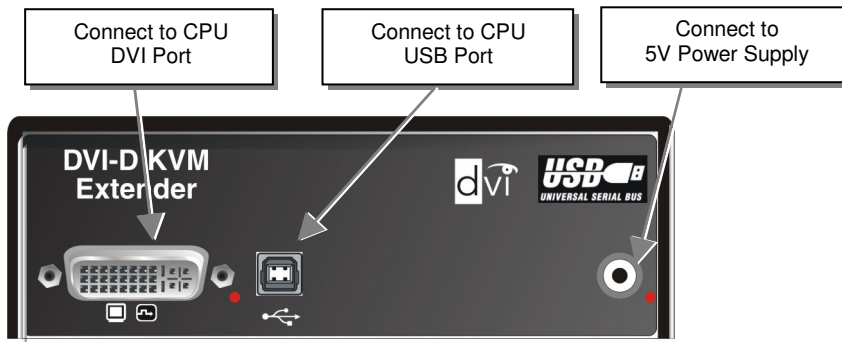 Connect to CPU
DVI Port
Connect to CPU
USB Port
Connect to
5V Power Supply
DVI-D KVM
Extender
dvi
USB
UNIVERSAL SERIAL BUS